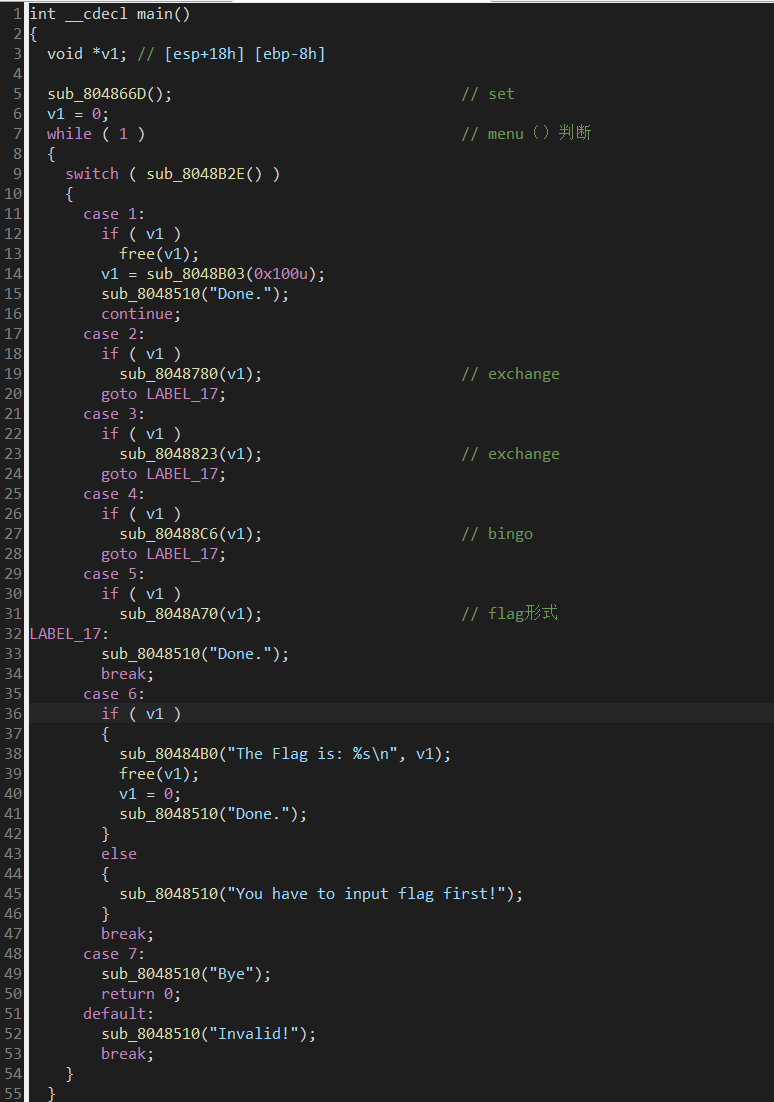 1 int __cdecl main()
2 {
3   void *v1; // [esp+18h] [ebp-8h]
4
5   sub_804866D();                                // set
6   v1 = 0;
7   while ( 1 )                                   // menu（）判断
8   {
9     switch ( sub_8048B2E() )
10     {
11       case 1:
12         if ( v1 )
13           free(v1);
14         v1 = sub_8048B03(0x100u);
15         sub_8048510("Done.");
16         continue;
17       case 2:
18         if ( v1 )
19           sub_8048780(v1);                      // exchange
20         goto LABEL_17;
21       case 3:
22         if ( v1 )
23           sub_8048823(v1);                      // exchange
24         goto LABEL_17;
25       case 4:
26         if ( v1 )
27           sub_80488C6(v1);                      // bingo
28         goto LABEL_17;
29       case 5:
30         if ( v1 )
31           sub_8048A70(v1);                      // flag形式
32 LABEL_17:
33         sub_8048510("Done.");
34         break;
35       case 6:
36         if ( v1 )
37         {
38           sub_80484B0("The Flag is: %s\n", v1);
39           free(v1);
40           v1 = 0;
41           sub_8048510("Done.");
42         }
43         else
44         {
45           sub_8048510("You have to input flag first!");
46         }
47         break;
48       case 7:
49         sub_8048510("Bye");
50         return 0;
51       default:
52         sub_8048510("Invalid!");
53         break;
54     }
55   }